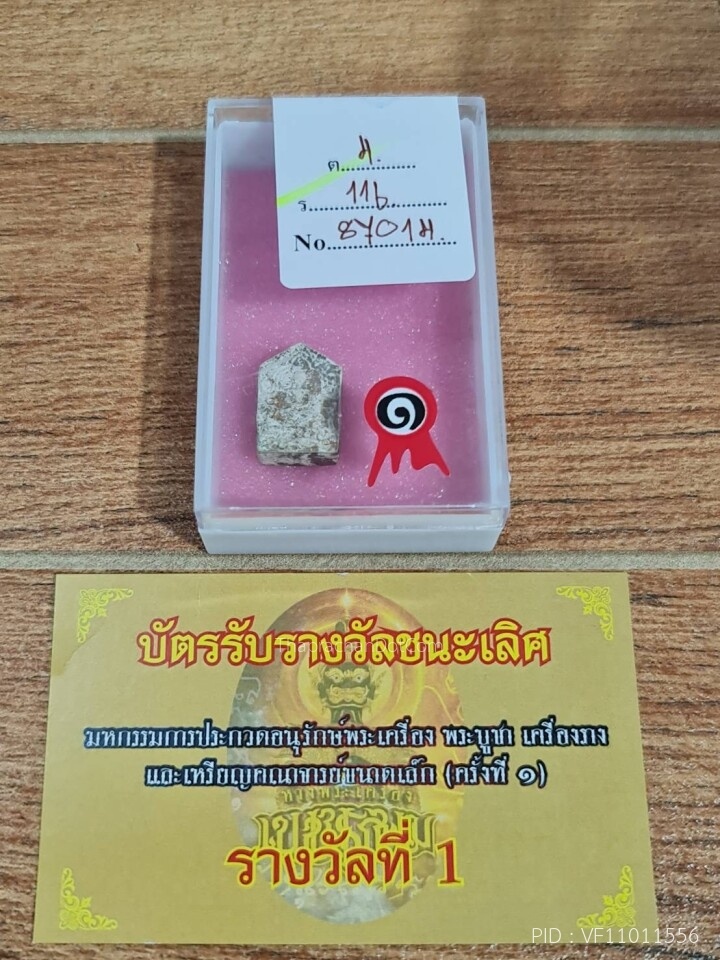 ต......ม.......
ร......11b.............
No...8701ม....
๑
บัตรรับรางวัลชนะเลิศ
มหกรรมการประกวดอนุรักษ์พระเครื่อง พระบูชา เครื่องราง
และเหรียญคณาจารย์ขนาดเล็ก (ครั้งที่ ๑)
รางวัลที่ 1
PID : VF11011556